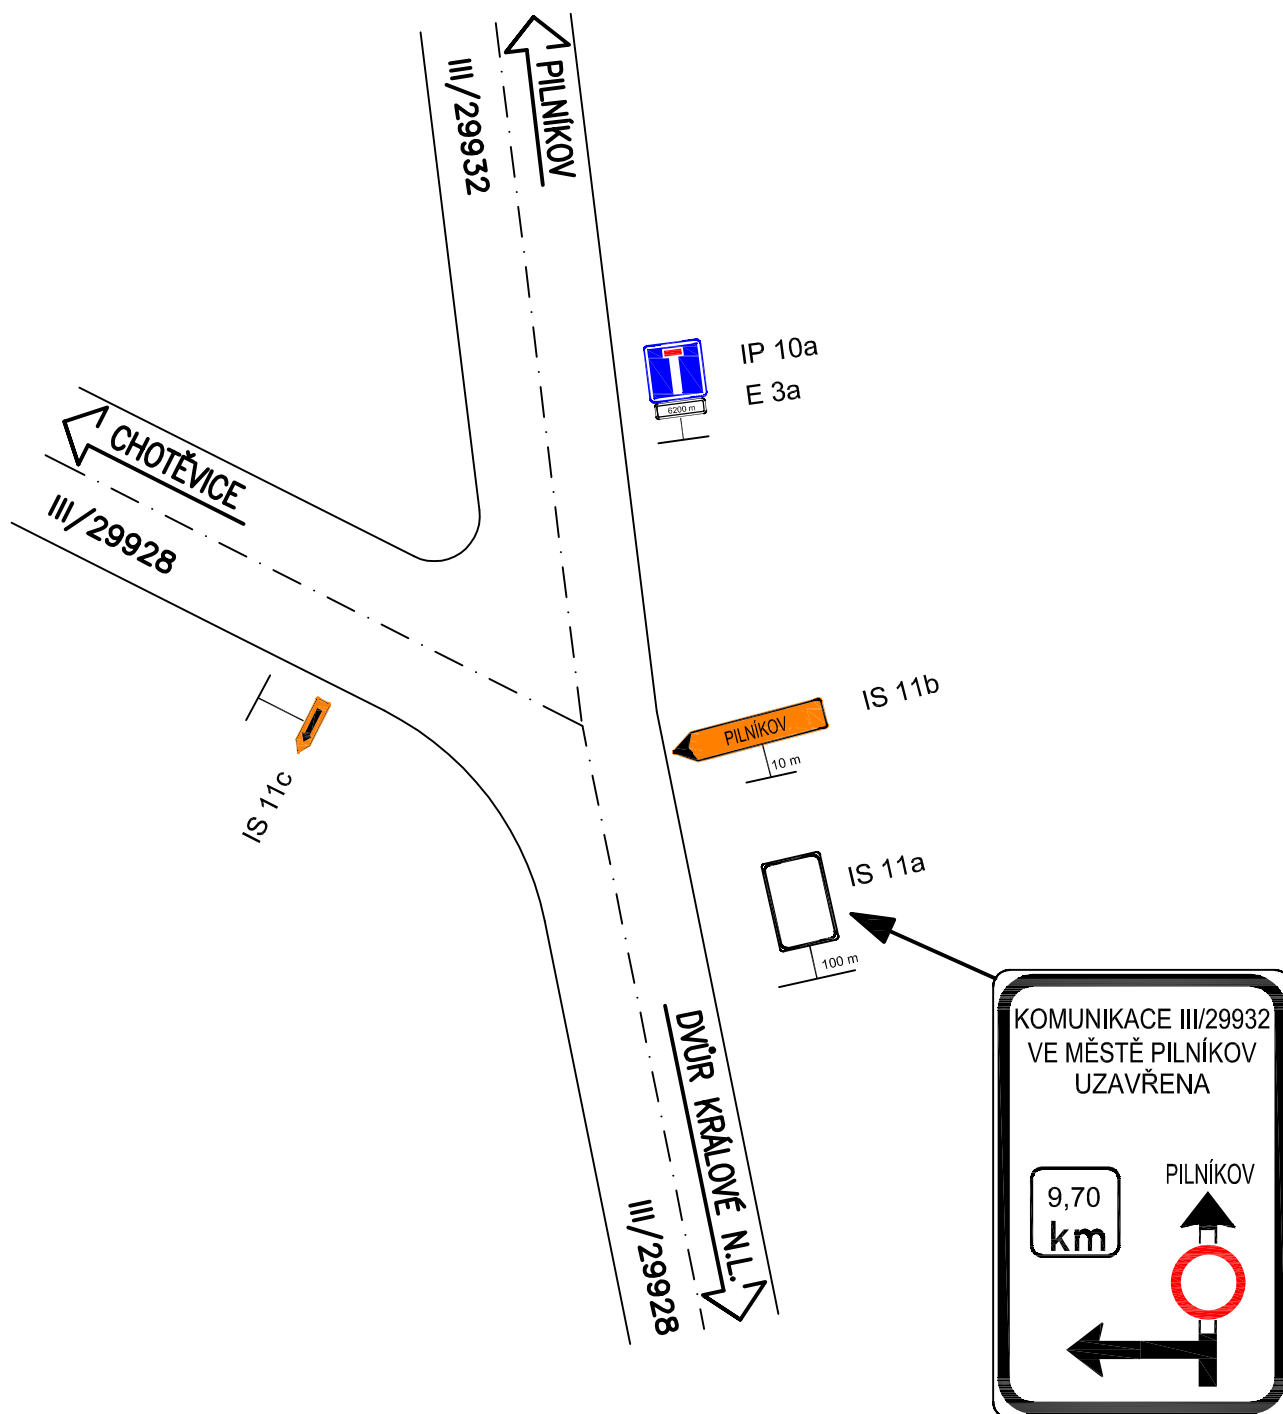 III/29932
PILNÍKOV
IP 10a
E 3a
6200 m
CHOTĚVICE
III/29928
IS 11b
PILNÍKOV
10 m
IS 11c
IS 11a
100 m
DVŮR KRÁLOVÉ N.L.
III/29928
KOMUNIKACE III/29932
VE MĚSTĚ PILNÍKOV
UZAVŘENA
PILNÍKOV
9,70
km